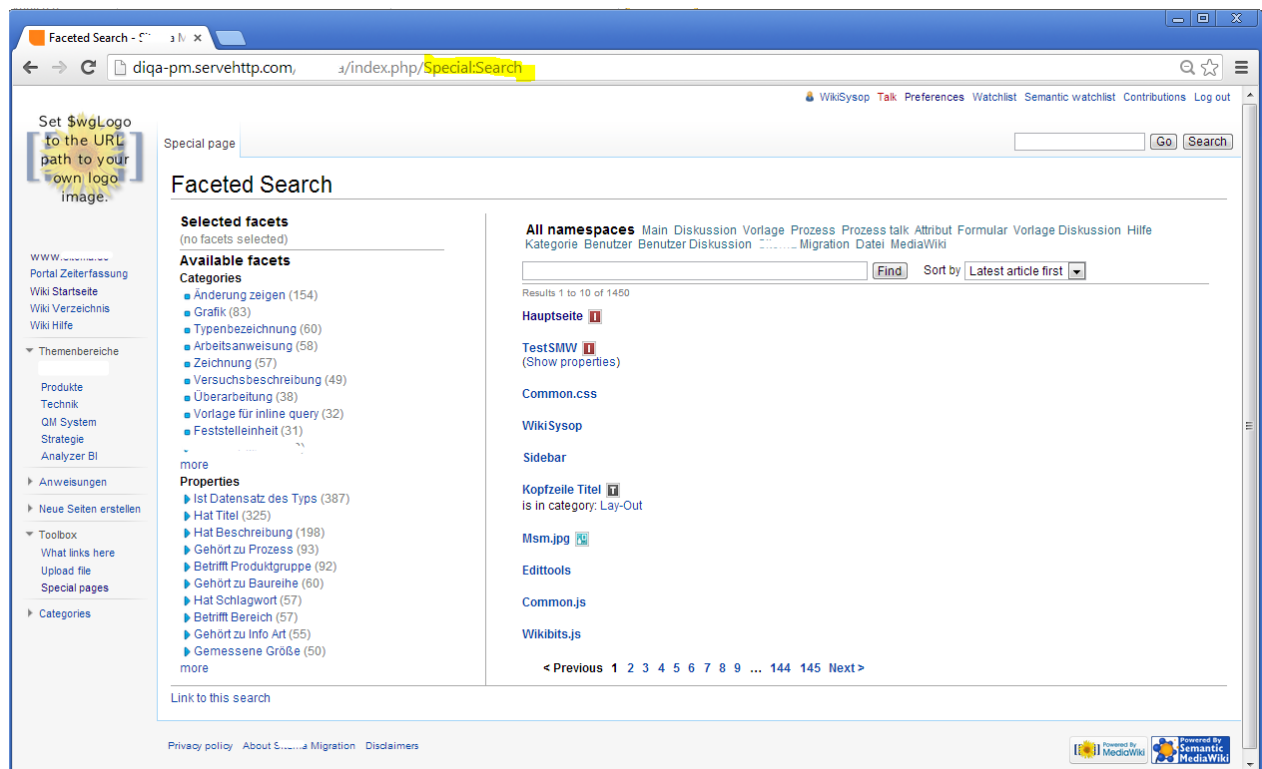 Faceted Search -
diqa-pm.servehttp.com, /index.php/Special:Search
WikiSysop Talk Preferences Watchlist Semantic watchlist Contributions Log out
Set $wgLogo
to the URL
path to your
own logo
image.
Special page
Go Search
Faceted Search
Selected facets
(no facets selected)
Available facets
Categories
Änderung zeigen (154)
Grafik (83)
Typenbezeichnung (60)
Arbeitsanweisung (58)
Zeichnung (57)
Versuchsbeschreibung (49)
Überarbeitung (38)
Vorlage für inline query (32)
Feststelleinheit (31)
more
Properties
Ist Datensatz des Typs (387)
Hat Titel (325)
Hat Beschreibung (198)
Gehört zu Prozess (93)
Betrifft Produktgruppe (92)
Gehört zu Baureihe (60)
Hat Schlagwort (57)
Betrifft Bereich (57)
Gehört zu Info Art (55)
Gemessene Größe (50)
more
Link to this search
All namespaces Main Diskussion Vorlage Prozess Prozess talk Attribut Formular Vorlage Diskussion Hilfe
Kategorie Benutzer Benutzer Diskussion Migration Datei MediaWiki
Find Sort by Latest article first
Results 1 to 10 of 1450
Hauptseite
TestSMW
(Show properties)
Common.css
WikiSysop
Sidebar
Kopfzeile Titel T
is in category: Lay-Out
Msm.jpg
Edittools
Common.js
Wikibits.js
< Previous 1 2 3 4 5 6 7 8 9 ... 144 145 Next >
Portal Zeiterfassung
Wiki Startseite
Wiki Verzeichnis
Wiki Hilfe
Themenbereiche
Produkte
Technik
QM System
Strategie
Analyzer BI
Anweisungen
Neue Seiten erstellen
Toolbox
What links here
Upload file
Special pages
Categories
Privacy policy About Migration Disclaimers
Powered By
MediaWiki
Powered By
Semantic
MediaWiki